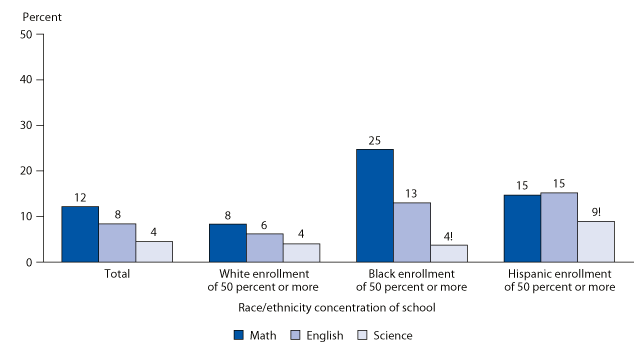 Percent
50
40
30
20
10
0
12
8
4
8
6
4
25
13
4!
15
15
9!
Total
White enrollment
of 50 percent or more
Black enrollment
of 50 percent or more
Hispanic enrollment
of 50 percent or more
Race/ethnicity concentration of school
Math English Science